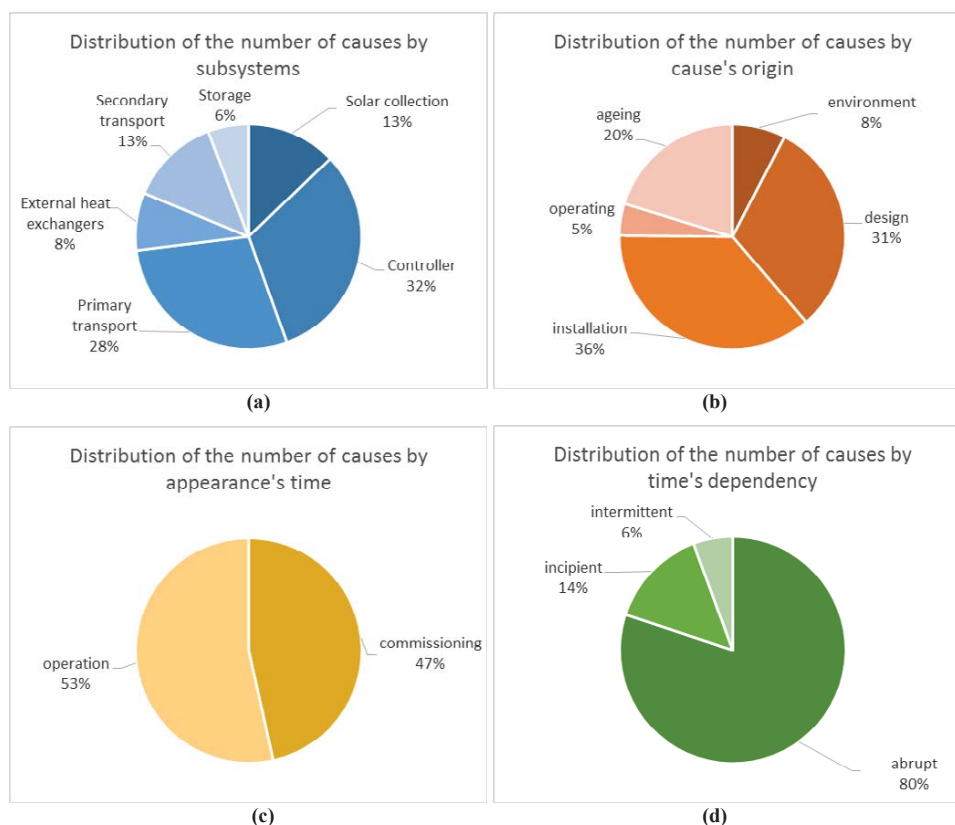 Distribution of the number of causes by
subsystems
Storage
6%
Solar collection
13%
Secondary
transport
13%
External heat
exchangers
8%
Controller
32%
Primary
transport
28%
(a)
Distribution of the number of causes by
cause's origin
environment
8%
ageing
20%
operating
5%
design
31%
installation
36%
(b)
Distribution of the number of causes by
appearance's time
commissioning
47%
operation
53%
(c)
Distribution of the number of causes by
time's dependency
intermittent
6%
incipient
14%
abrupt
80%
(d)